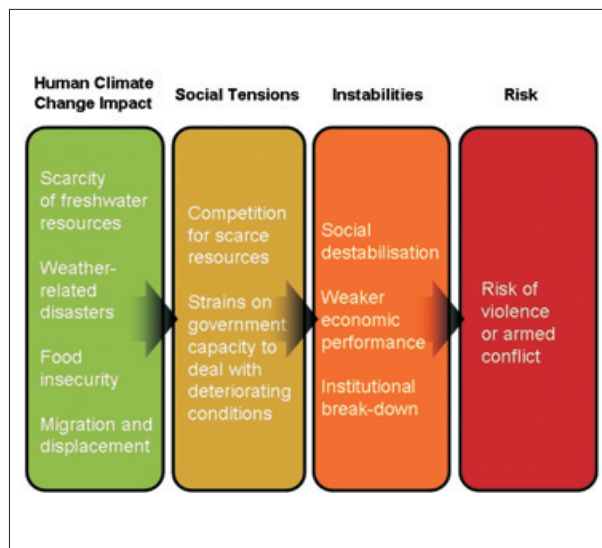 Human Climate
Change Impact
Social Tensions
Instabilities
Risk
Scarcity
of freshwater
resources
Weather-
related
disasters
Food
insecurity
Migration and
displacement
Competition
for scarce
resources
Strains on
government
capacity to
deal with
deteriorating
conditions
Social
destabilisation
Weaker
economic
performance
Institutional
break-down
Risk of
violence
or armed
conflict